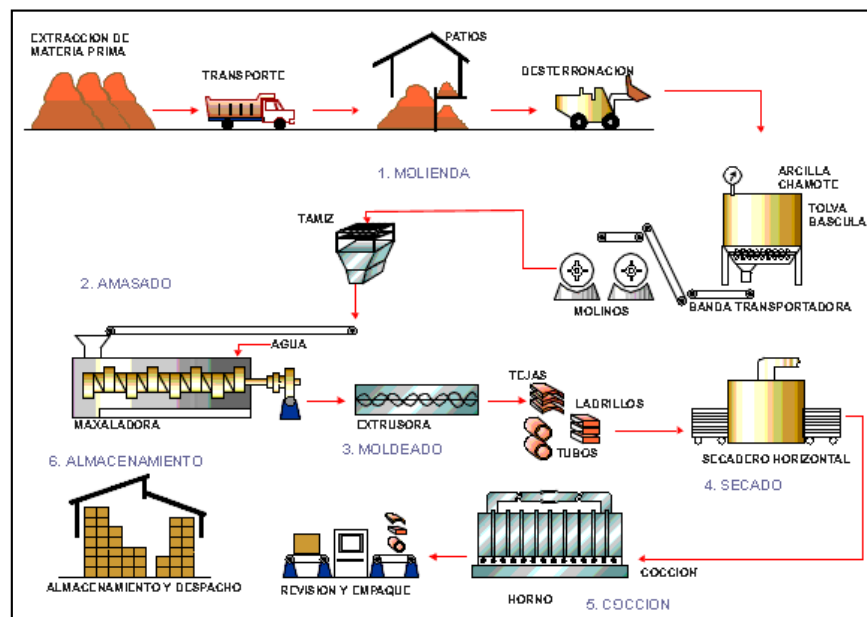 EXTRACCION DE
MATERIA PRIMA
TRANSPORTE
PATIOS
DESTERRONACION
1. MOLIENDA
ARCILLA
CHAMOTE
TOLVA
BASCULA
TAMIZ
MOLINOS
BANDA TRANSPORTADORA
2. AMASADO
AGUA
MAXALADORA
EXTRUSORA
3. MOLDEADO
TEJAS
LADRILLOS
TUBOS
SECADERO HORIZONTAL
4. SECADO
6. ALMACENAMIENTO
ALMACENAMIENTO Y DESPACHO
REVISION Y EMPAQUE
HORNO
COCCION
5. COCCION